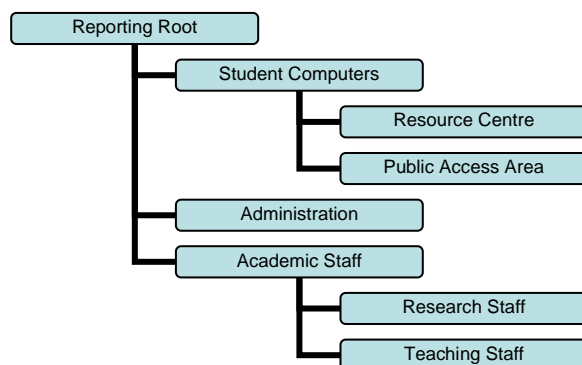 Reporting Root
Student Computers
Resource Centre
Public Access Area
Administration
Academic Staff
Research Staff
Teaching Staff